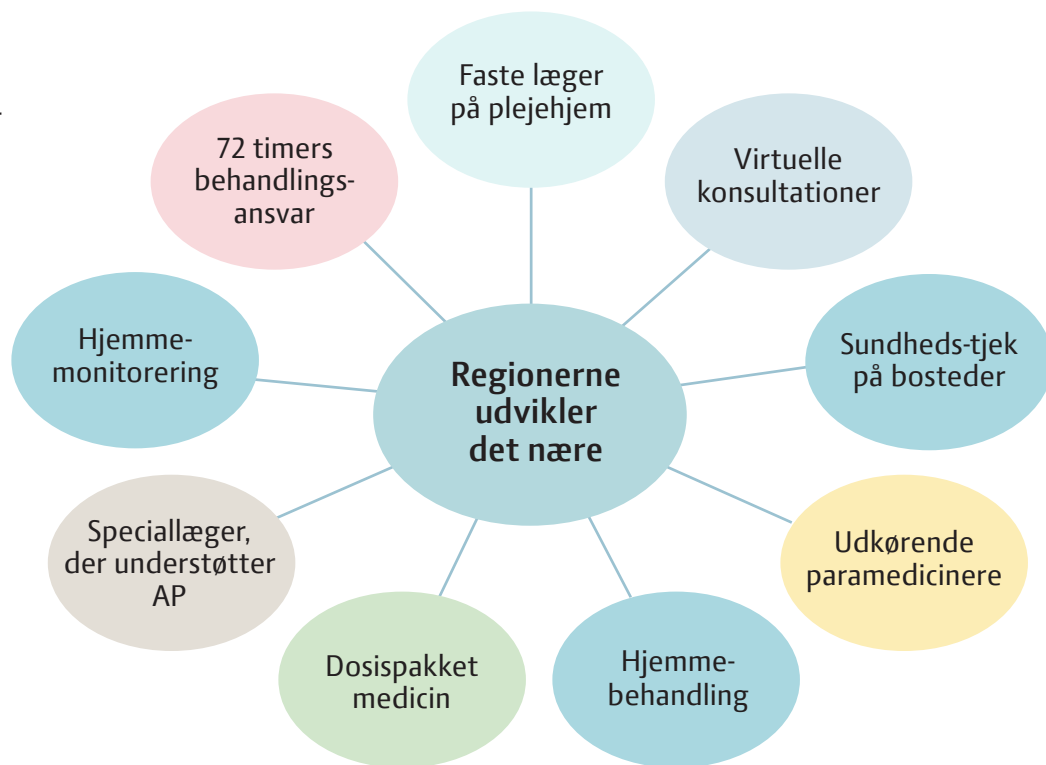 Faste læger
på plejehjem
Virtuelle
konsultationer
Sundheds-tjek
på bosteder
Udkørende
paramedicinere
Hjemme-
behandling
Dosispakket
medicin
Speciallæger,
der understøtter
AP
Hjemme-
monitorering
72 timers
behandlings-
ansvar
Regionerne
udvikler
det nære